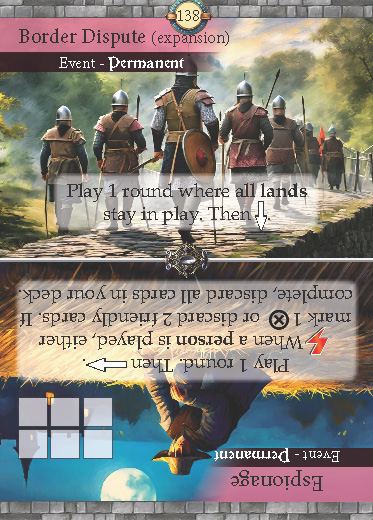 138
Border Dispute (expansion)
Event - Permanent
Play 1 round where all lands
stay in play. Then .
Espionage
Event - Permanent
Play 1 round. Then .
When a person is played, either
mark 1 or discard 2 friendly cards. If
complete, discard all cards in your deck.